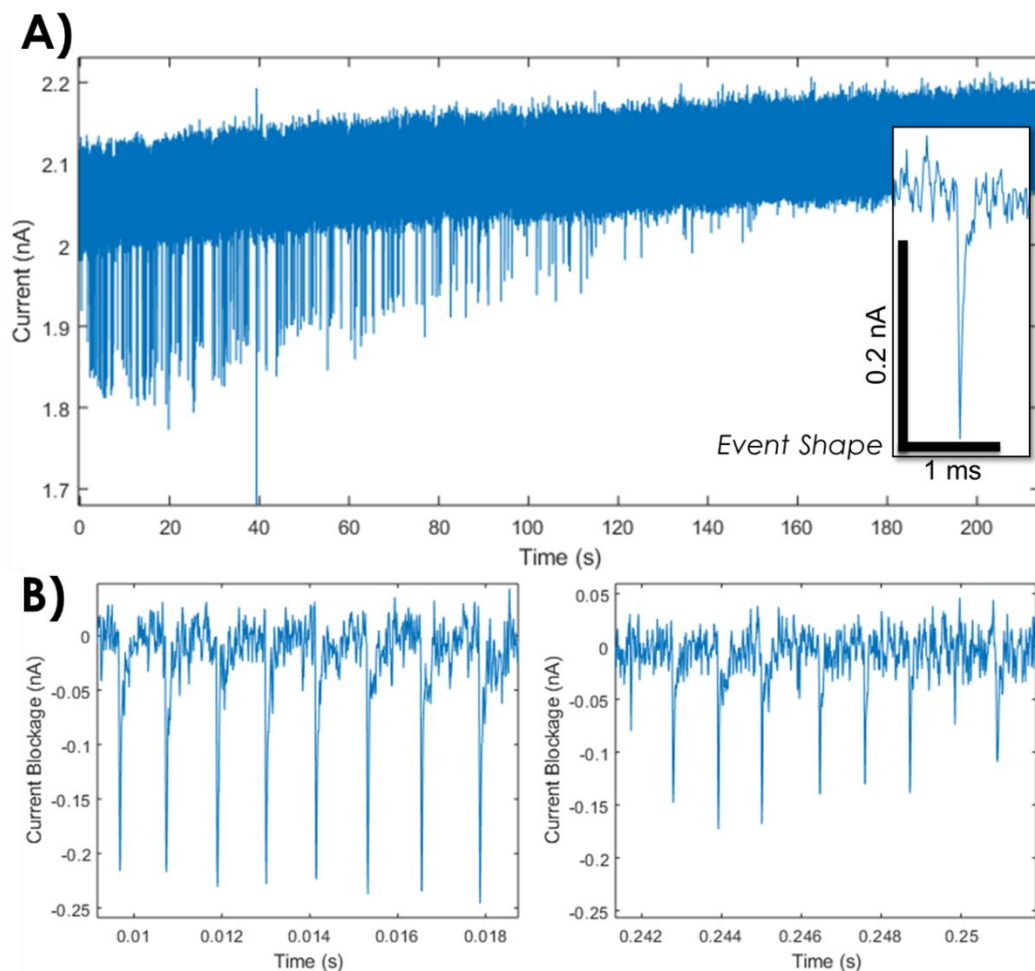 A)
2.2
2.1
2
1.9
1.8
1.7
Current (nA)
0 20 40 60 80 100 120 140 160 180 200
Time (s)
0.2 nA
Event Shape
1 ms
B)
0
-0.05
-0.1
-0.15
-0.2
-0.25
Current Blockage (nA)
0.01 0.012 0.014 0.016 0.018
Time (s)
0.05
0
-0.05
-0.1
-0.15
-0.2
-0.25
Current Blockage (nA)
0.242 0.244 0.246 0.248 0.25
Time (s)